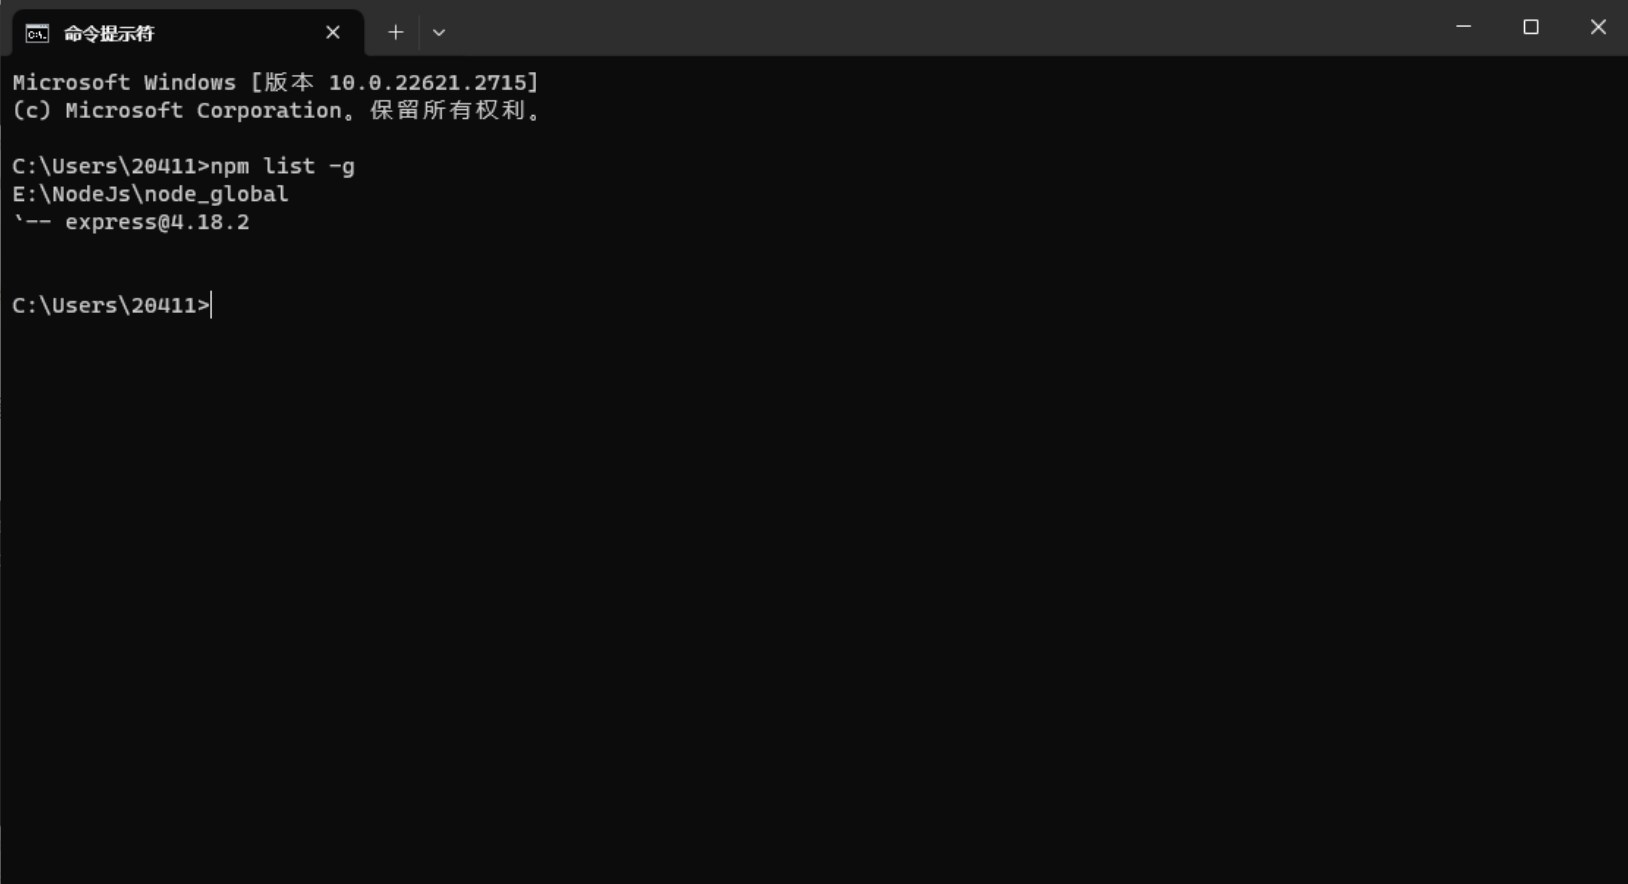 命令提示符
Microsoft Windows [版本 10.0.22621.2715]
(c) Microsoft Corporation。保留所有权利。
C:\Users\20411>npm list -g
E:\NodeJs\node_global
`-- express@4.18.2
C:\Users\20411>